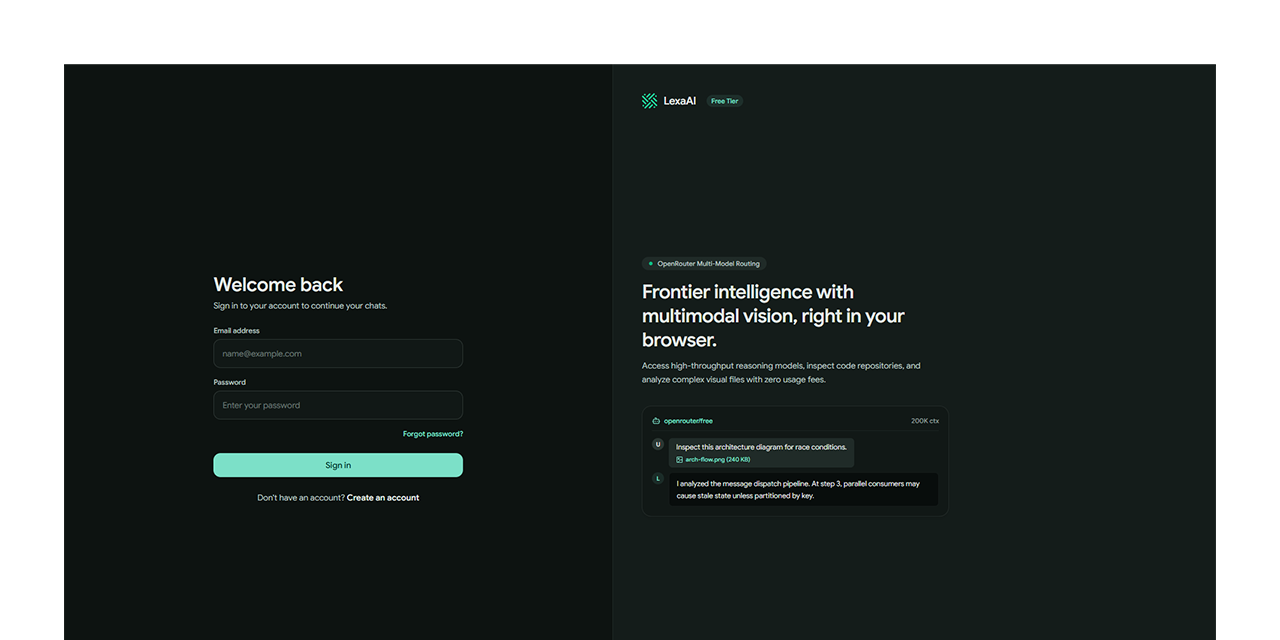 Welcome back
Sign in to your account to continue your chats.
Email address
name@example.com
Password
Enter your password
Forgot password?
Sign in
Don't have an account? Create an account
LexaAI Free Tier
OpenRouter Multi-Model Routing
Frontier intelligence with
multimodal vision, right in your
browser.
Access high-throughput reasoning models, inspect code repositories, and
analyze complex visual files with zero usage fees.
openrouter/free 200K ctx
U Inspect this architecture diagram for race conditions.
arch-flow.png (240 KB)
L I analyzed the message dispatch pipeline. At step 3, parallel consumers may
cause stale state unless partitioned by key.